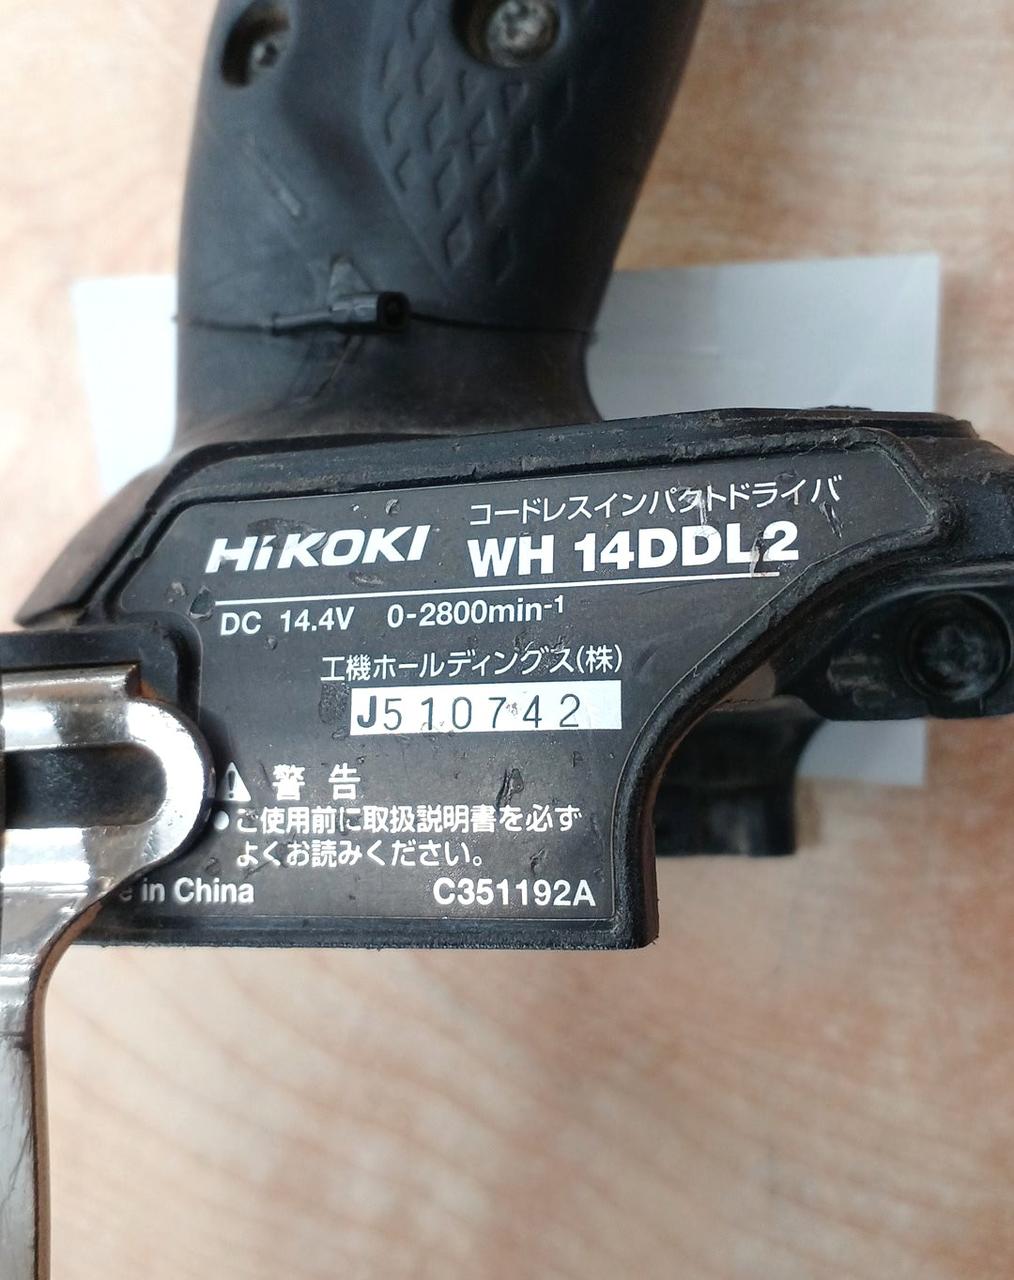 コードレスインパクトドライバ
HiKOKI WH 14DDL2
DC 14.4V 0-2800min-1
工機ホールディングス(株)
J510742
警告
●ご使用前に取扱説明書を必ず
よくお読みください。
in China C351192A